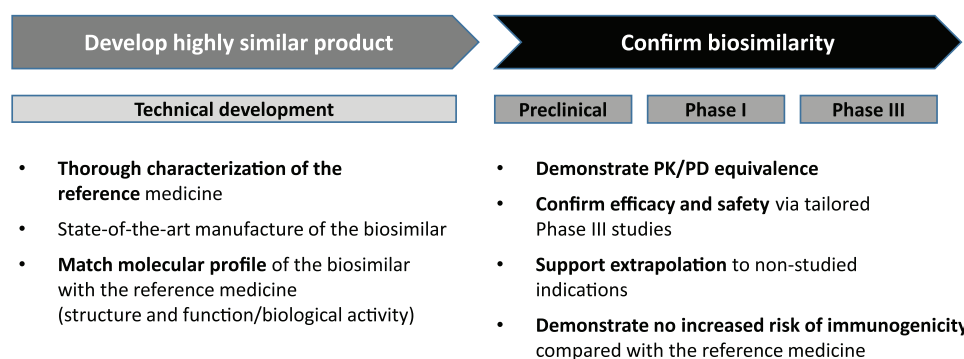 Develop highly similar product
Confirm biosimilarity
Technical development
Preclinical
Phase I
Phase III
• Thorough characterization of the
reference medicine
• State-of-the-art manufacture of the biosimilar
• Match molecular profile of the biosimilar
with the reference medicine
(structure and function/biological activity)
• Demonstrate PK/PD equivalence
• Confirm efficacy and safety via tailored
Phase III studies
• Support extrapolation to non-studied
indications
• Demonstrate no increased risk of immunogenicity
compared with the reference medicine